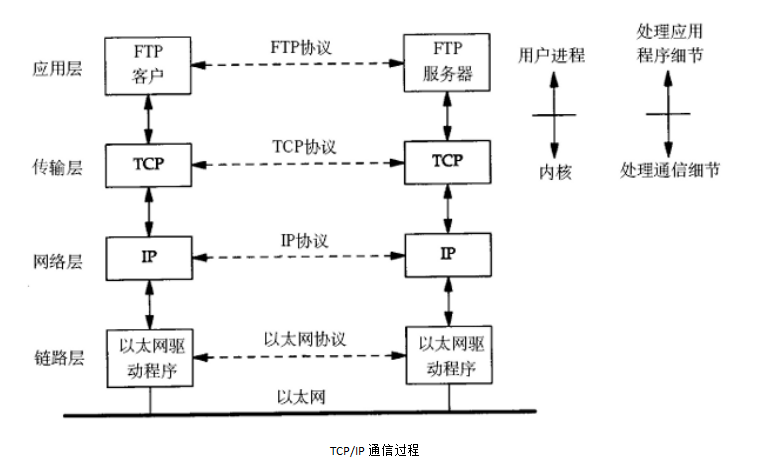 应用层
FTP
客户
FTP协议
FTP
服务器
用户进程
处理应用
程序细节
传输层
TCP
TCP协议
TCP
内核
处理通信细节
网络层
IP
IP协议
IP
链路层
以太网驱
动程序
以太网协议
以太网驱
动程序
以太网
TCP/IP 通信过程